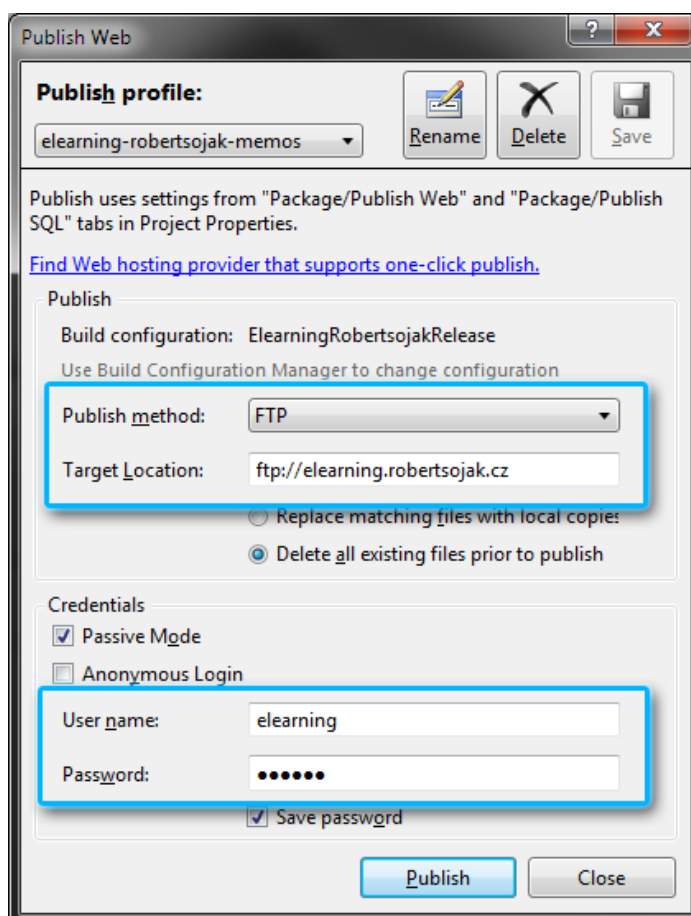 Publish Web
Publish profile:
elearning-robertsojak-memos
Rename
Delete
Save
Publish uses settings from "Package/Publish Web" and "Package/Publish
SQL" tabs in Project Properties.
Find Web hosting provider that supports one-click publish.
Publish
Build configuration: ElearningRobertsojakRelease
Use Build Configuration Manager to change configuration
Publish method: FTP
Target Location: ftp://elearning.robertsojak.cz
Replace matching files with local copies
Delete all existing files prior to publish
Credentials
Passive Mode
Anonymous Login
User name: elearning
Password: ●●●●●●
Save password
Publish
Close